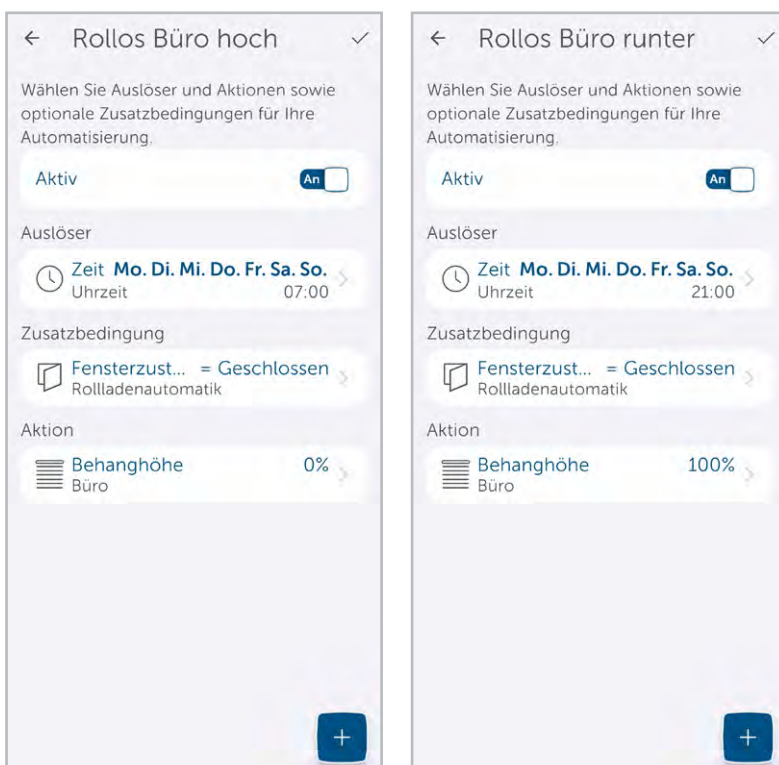 Rollos Büro hoch
Wählen Sie Auslöser und Aktionen sowie
optionale Zusatzbedingungen für Ihre
Automatisierung.
Aktiv An
Auslöser
Zeit Mo. Di. Mi. Do. Fr. Sa. So.
Uhrzeit 07:00
Zusatzbedingung
Fensterzust... = Geschlossen
Rollladenautomatik
Aktion
Behanghöhe 0%
Büro
+
Rollos Büro runter
Wählen Sie Auslöser und Aktionen sowie
optionale Zusatzbedingungen für Ihre
Automatisierung.
Aktiv An
Auslöser
Zeit Mo. Di. Mi. Do. Fr. Sa. So.
Uhrzeit 21:00
Zusatzbedingung
Fensterzust... = Geschlossen
Rollladenautomatik
Aktion
Behanghöhe 100%
Büro
+